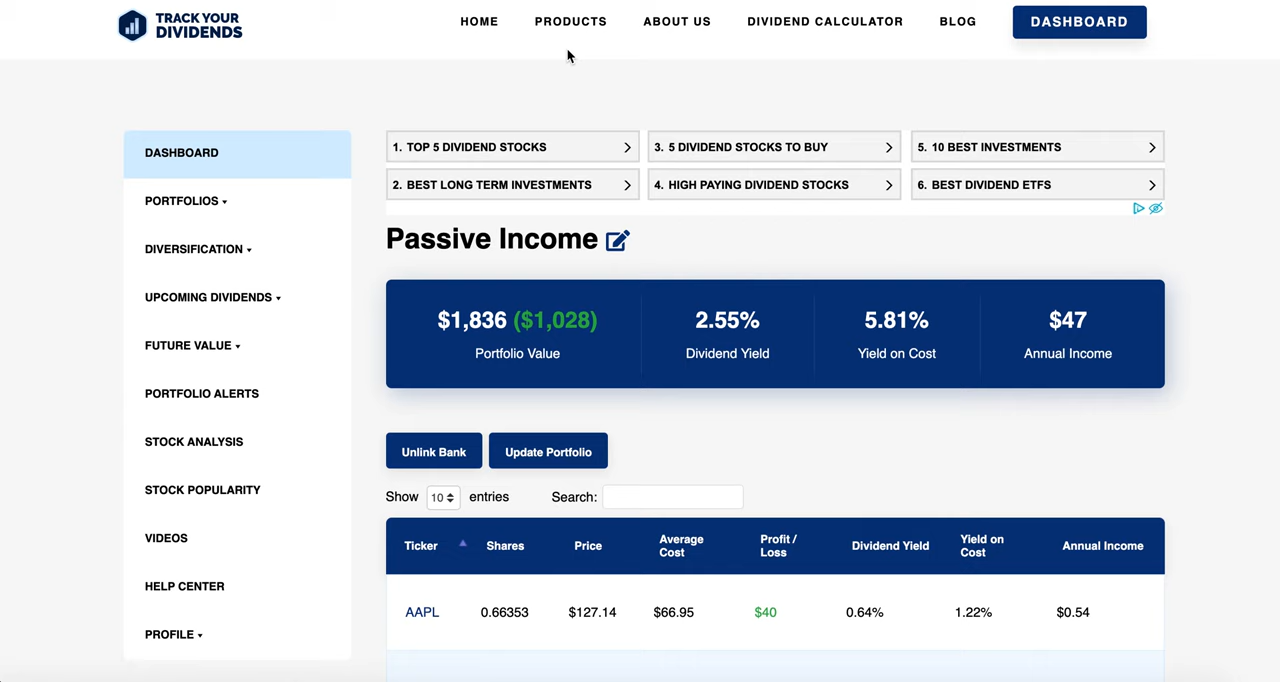 TRACK YOUR
DIVIDENDS
HOME PRODUCTS ABOUT US DIVIDEND CALCULATOR BLOG DASHBOARD
DASHBOARD
PORTFOLIOS
DIVERSIFICATION
UPCOMING DIVIDENDS
FUTURE VALUE
PORTFOLIO ALERTS
STOCK ANALYSIS
STOCK POPULARITY
VIDEOS
HELP CENTER
PROFILE
1. TOP 5 DIVIDEND STOCKS
3. 5 DIVIDEND STOCKS TO BUY
5. 10 BEST INVESTMENTS
2. BEST LONG TERM INVESTMENTS
4. HIGH PAYING DIVIDEND STOCKS
6. BEST DIVIDEND ETFS
Passive Income
$1,836 ($1,028) 2.55% 5.81% $47
Portfolio Value Dividend Yield Yield on Cost Annual Income
Unlink Bank Update Portfolio
Show 10 entries Search:
Ticker Shares Price Average Cost Profit / Loss Dividend Yield Yield on Cost Annual Income
AAPL 0.66353 $127.14 $66.95 $40 0.64% 1.22% $0.54